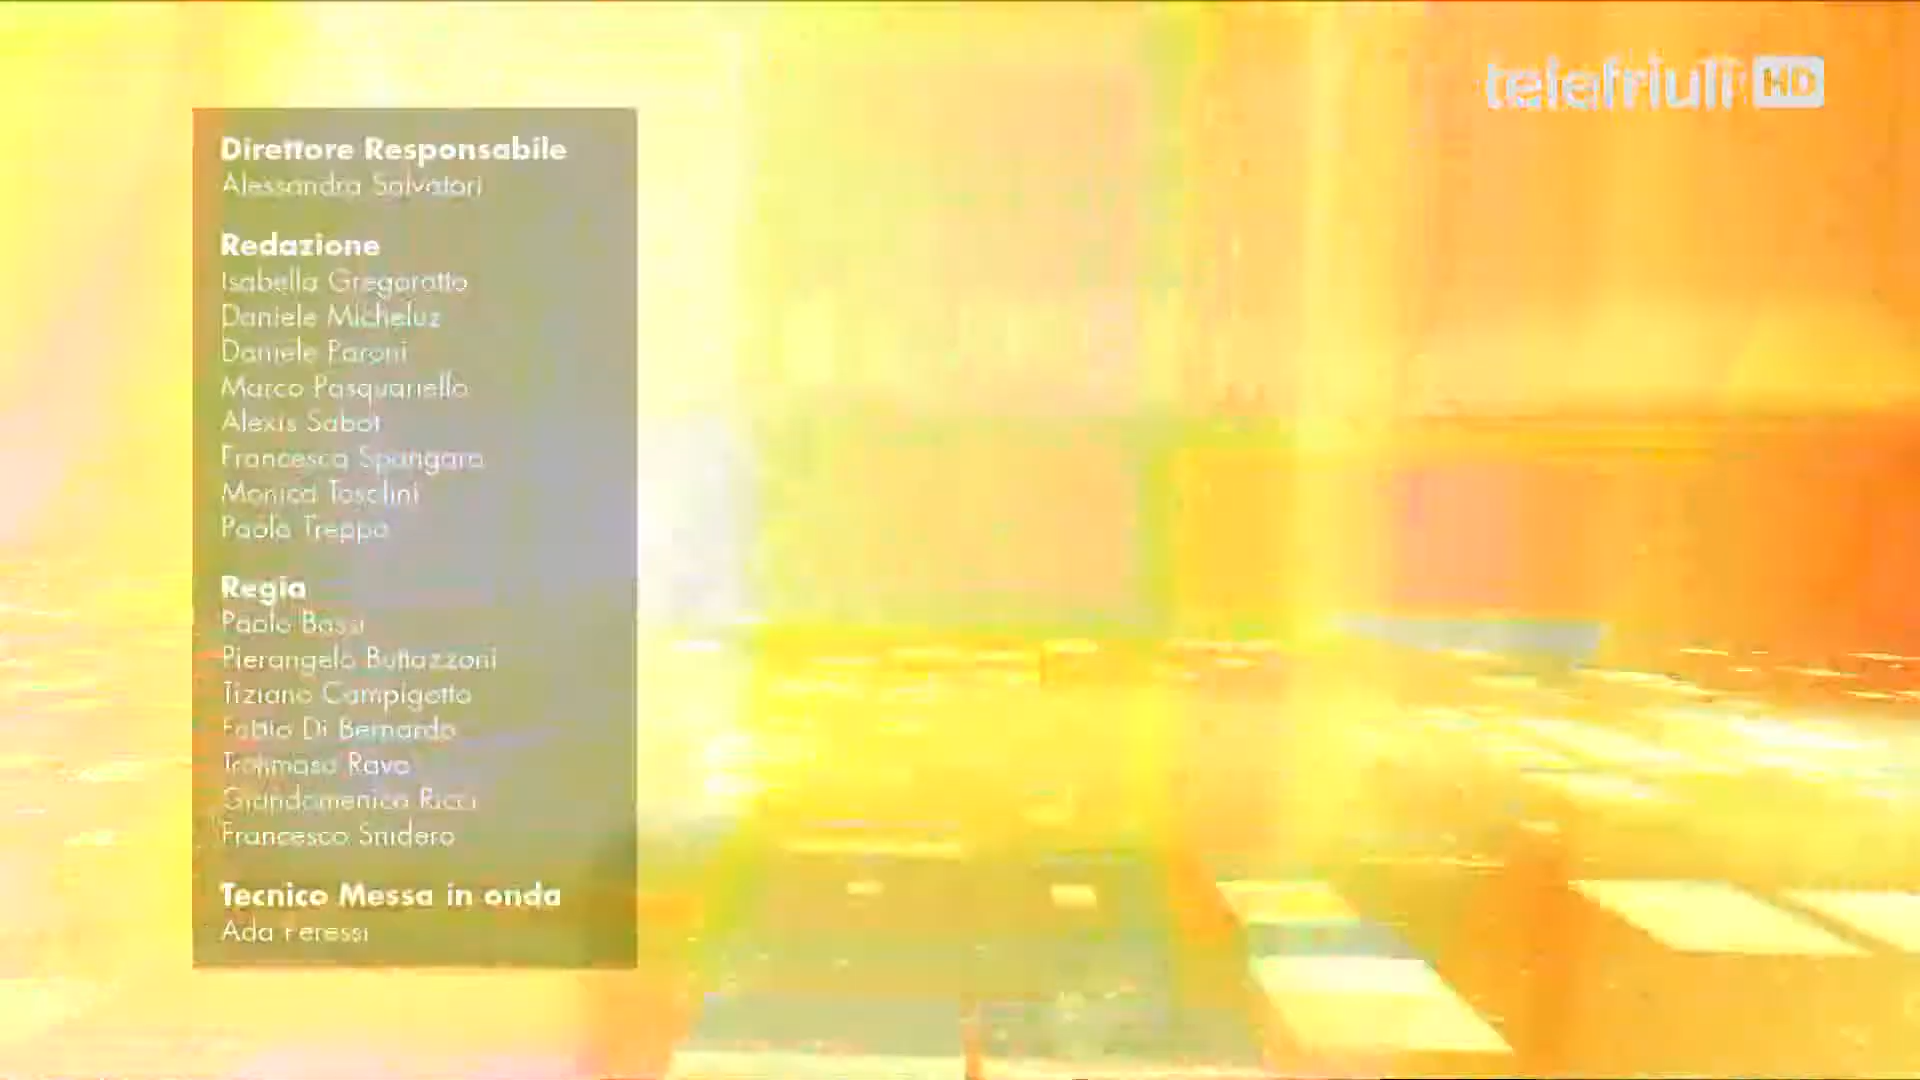 telefriuli HD
Direttore Responsabile
Alessandra Salvatori
Redazione
Isabella Gregoratto
Daniele Micheluz
Daniele Paroni
Marco Pasquariello
Alexis Sabot
Francesca Spangaro
Monica Tosolini
Paola Treppo
Regia
Paolo Bassi
Pierangelo Buttazzoni
Tiziano Campigotto
Fabio Di Bernardo
Rava
Giandomenico Ricci
Francesco Snidero
Tecnico Messa in onda
Ada